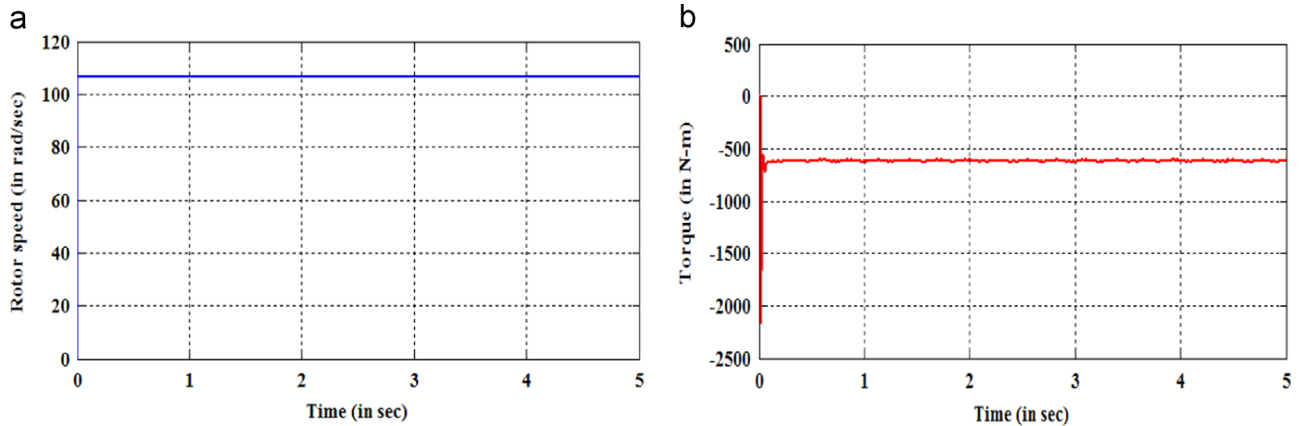 a
120
100
80
60
40
20
0
Rotor speed (in rad/sec)
0 1 2 3 4 5
Time (in sec)
b
500
0
-500
-1000
-1500
-2000
-2500
Torque (in N-m)
0 1 2 3 4 5
Time (in sec)